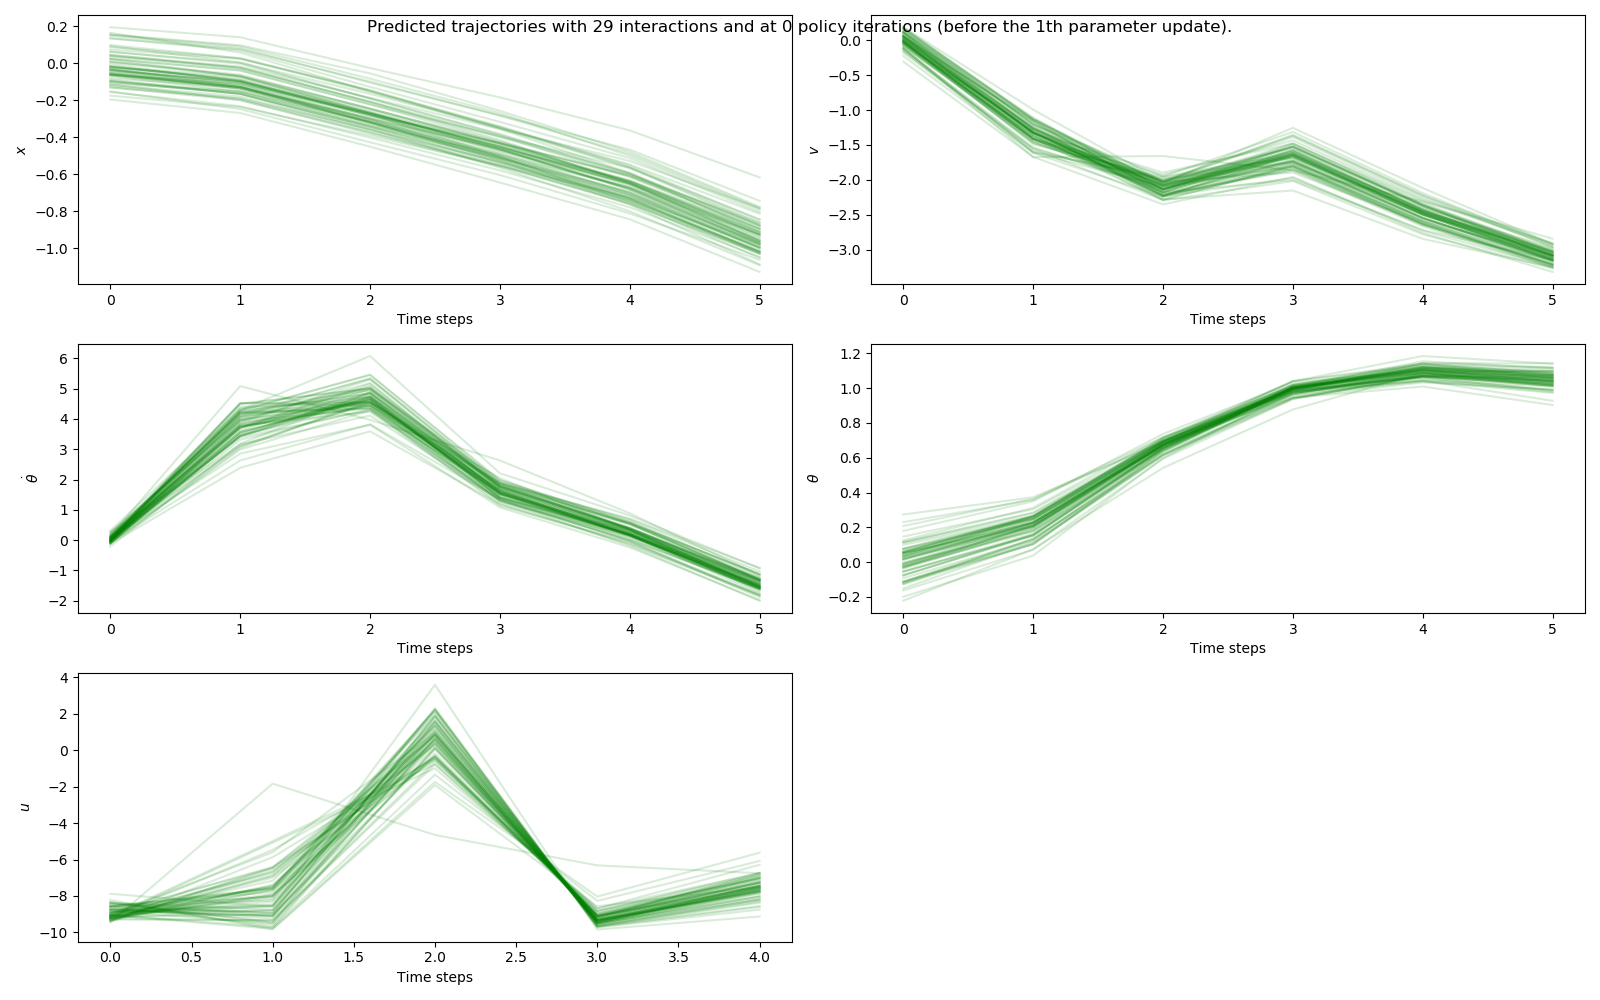 Predicted trajectories with 29 interactions and at 0 policy iterations (before the 1th parameter update).
0.2
0.0
−0.2
−0.4
−0.6
−0.8
−1.0
x
0 1 2 3 4 5
Time steps
0.0
−0.5
−1.0
−1.5
−2.0
−2.5
−3.0
v
0 1 2 3 4 5
Time steps
6
5
4
3
2
1
0
−1
−2
θ̇
0 1 2 3 4 5
Time steps
1.2
1.0
0.8
0.6
0.4
0.2
0.0
−0.2
θ
0 1 2 3 4 5
Time steps
4
2
0
−2
−4
−6
−8
−10
u
0.0 0.5 1.0 1.5 2.0 2.5 3.0 3.5 4.0
Time steps